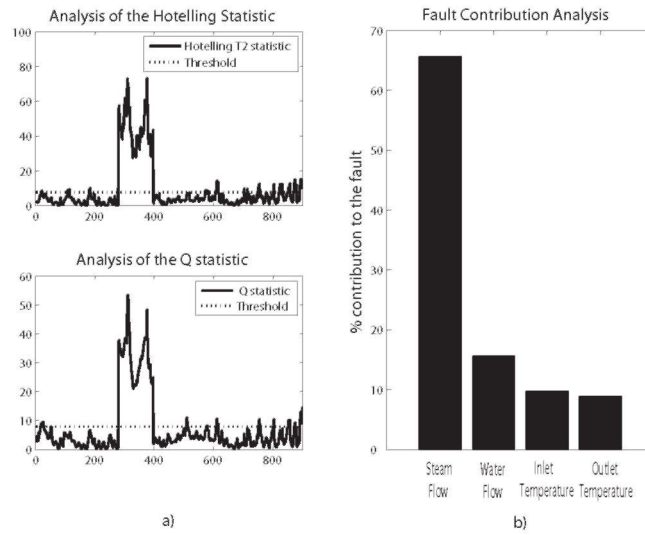 Analysis of the Hotelling Statistic
100
80
60
40
20
10
0
0 200 400 600 800
Hotelling T2 statistic
Threshold
Analysis of the Q statistic
60
50
40
30
20
10
0
0 200 400 600 800
Q statistic
Threshold
a)
Fault Contribution Analysis
% contribution to the fault
70
60
50
40
30
20
10
0
Steam Flow
Water Flow
Inlet Temperature
Outlet Temperature
b)